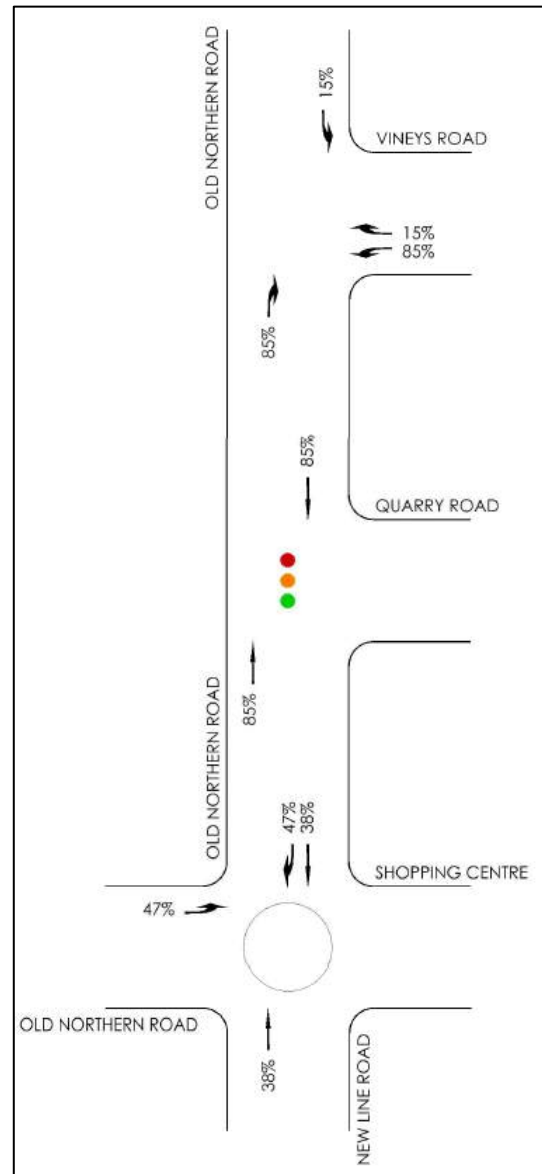 OLD NORTHERN ROAD
15%
VINEYS ROAD
15%
85%
85%
85%
QUARRY ROAD
85%
OLD NORTHERN ROAD
47%
38%
SHOPPING CENTRE
47%
OLD NORTHERN ROAD
38%
NEW LINE ROAD